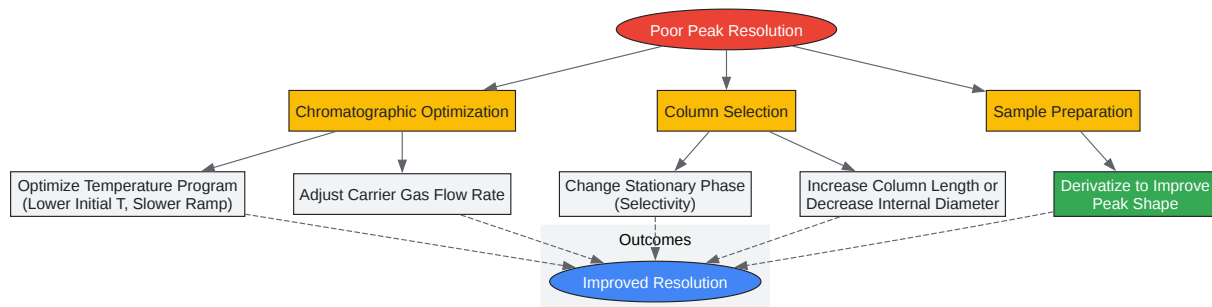 Poor Peak Resolution
Chromatographic Optimization
Column Selection
Sample Preparation
Optimize Temperature Program
(Lower Initial T, Slower Ramp)
Adjust Carrier Gas Flow Rate
Change Stationary Phase
(Selectivity)
Increase Column Length or
Decrease Internal Diameter
Derivatize to Improve
Peak Shape
Outcomes
Improved Resolution